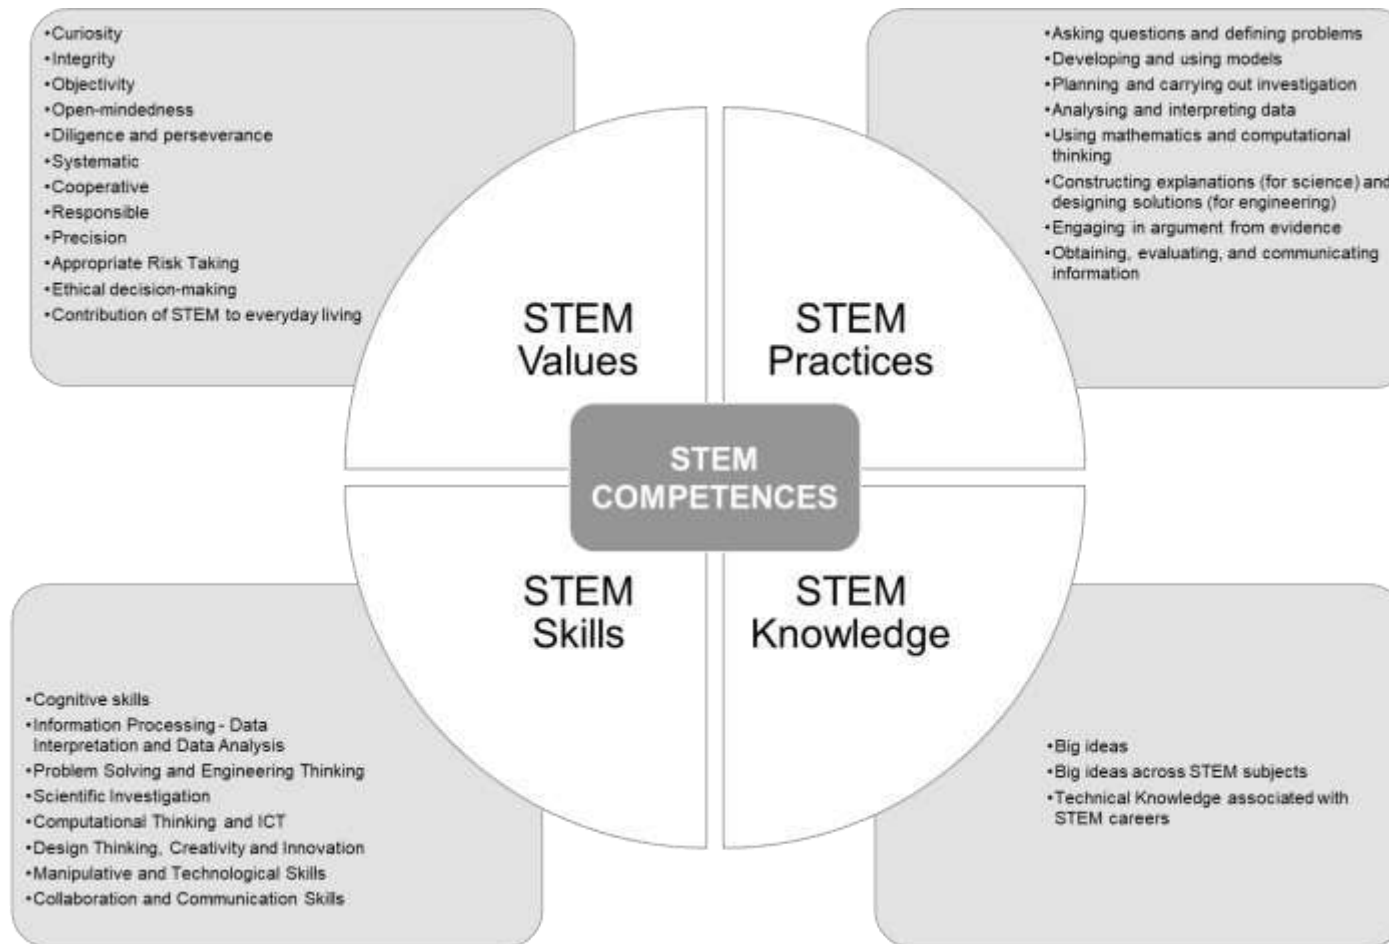 •Curiosity
•Integrity
•Objectivity
•Open-mindedness
•Diligence and perseverance
•Systematic
•Cooperative
•Responsible
•Precision
•Appropriate Risk Taking
•Ethical decision-making
•Contribution of STEM to everyday living
•Asking questions and defining problems
•Developing and using models
•Planning and carrying out investigation
•Analysing and interpreting data
•Using mathematics and computational
thinking
•Constructing explanations (for science) and
designing solutions (for engineering)
•Engaging in argument from evidence
•Obtaining, evaluating, and communicating
information
STEM
Values
STEM
Practices
STEM
COMPETENCES
STEM
Skills
STEM
Knowledge
•Cognitive skills
•Information Processing - Data
Interpretation and Data Analysis
•Problem Solving and Engineering Thinking
•Scientific Investigation
•Computational Thinking and ICT
•Design Thinking, Creativity and Innovation
•Manipulative and Technological Skills
•Collaboration and Communication Skills
•Big ideas
•Big ideas across STEM subjects
•Technical Knowledge associated with
STEM careers